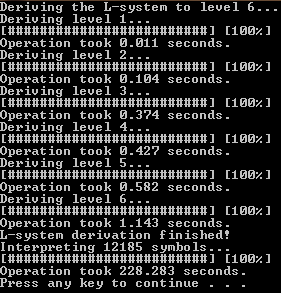 Deriving the L-system to level 6...
Deriving level 1...
[##########################] [100%]
Operation took 0.011 seconds.
Deriving level 2...
[##########################] [100%]
Operation took 0.104 seconds.
Deriving level 3...
[##########################] [100%]
Operation took 0.374 seconds.
Deriving level 4...
[##########################] [100%]
Operation took 0.427 seconds.
Deriving level 5...
[##########################] [100%]
Operation took 0.582 seconds.
Deriving level 6...
[##########################] [100%]
Operation took 1.143 seconds.
L-system derivation finished!
Interpreting 12185 symbols...
[##########################] [100%]
Operation took 228.283 seconds.
Press any key to continue . . .